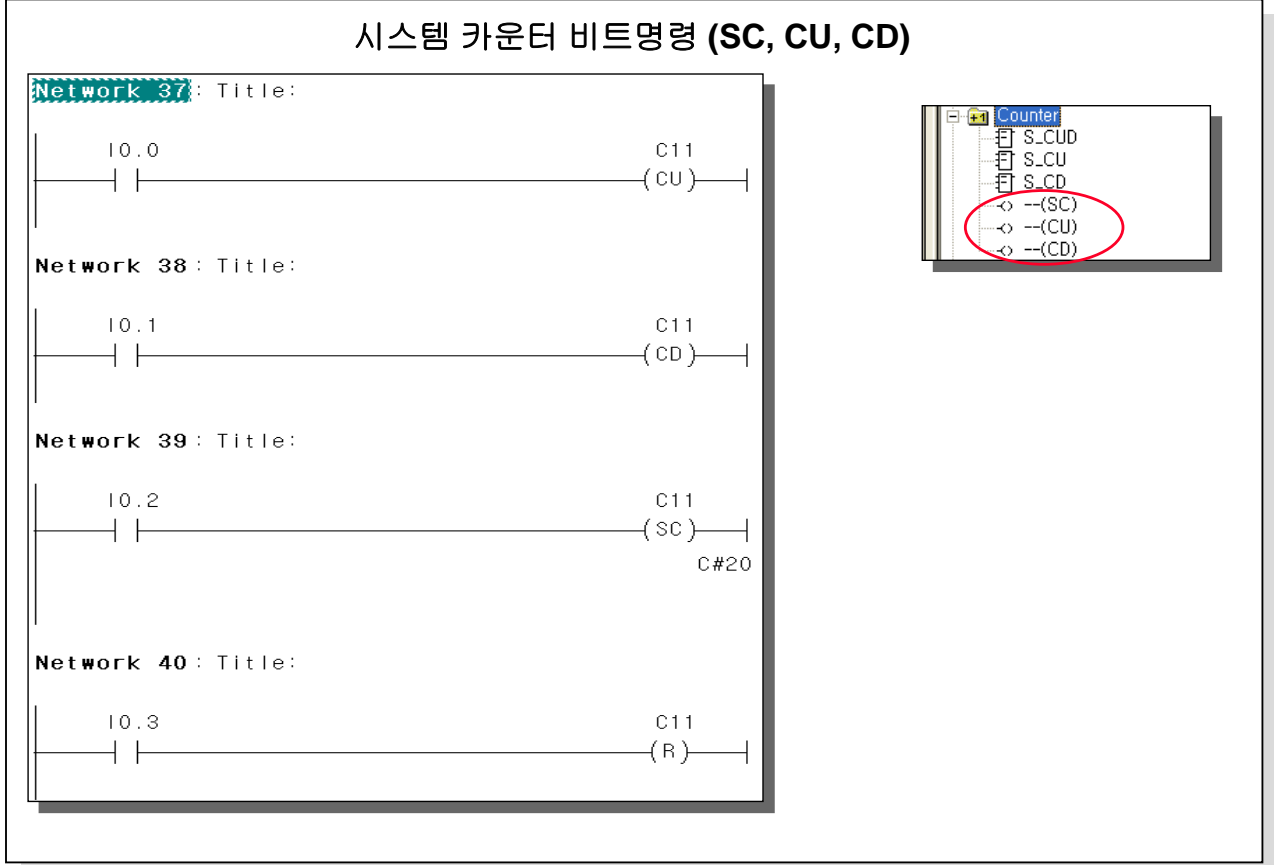 시스템 카운터 비트명령 (SC, CU, CD)
Network 37: Title:
I0.0 C11
(CU)
Network 38: Title:
I0.1 C11
(CD)
Network 39: Title:
I0.2 C11
(SC)
C#20
Network 40: Title:
I0.3 C11
(R)
Counter
S_CUD
S_CU
S_CD
--(SC)
--(CU)
--(CD)